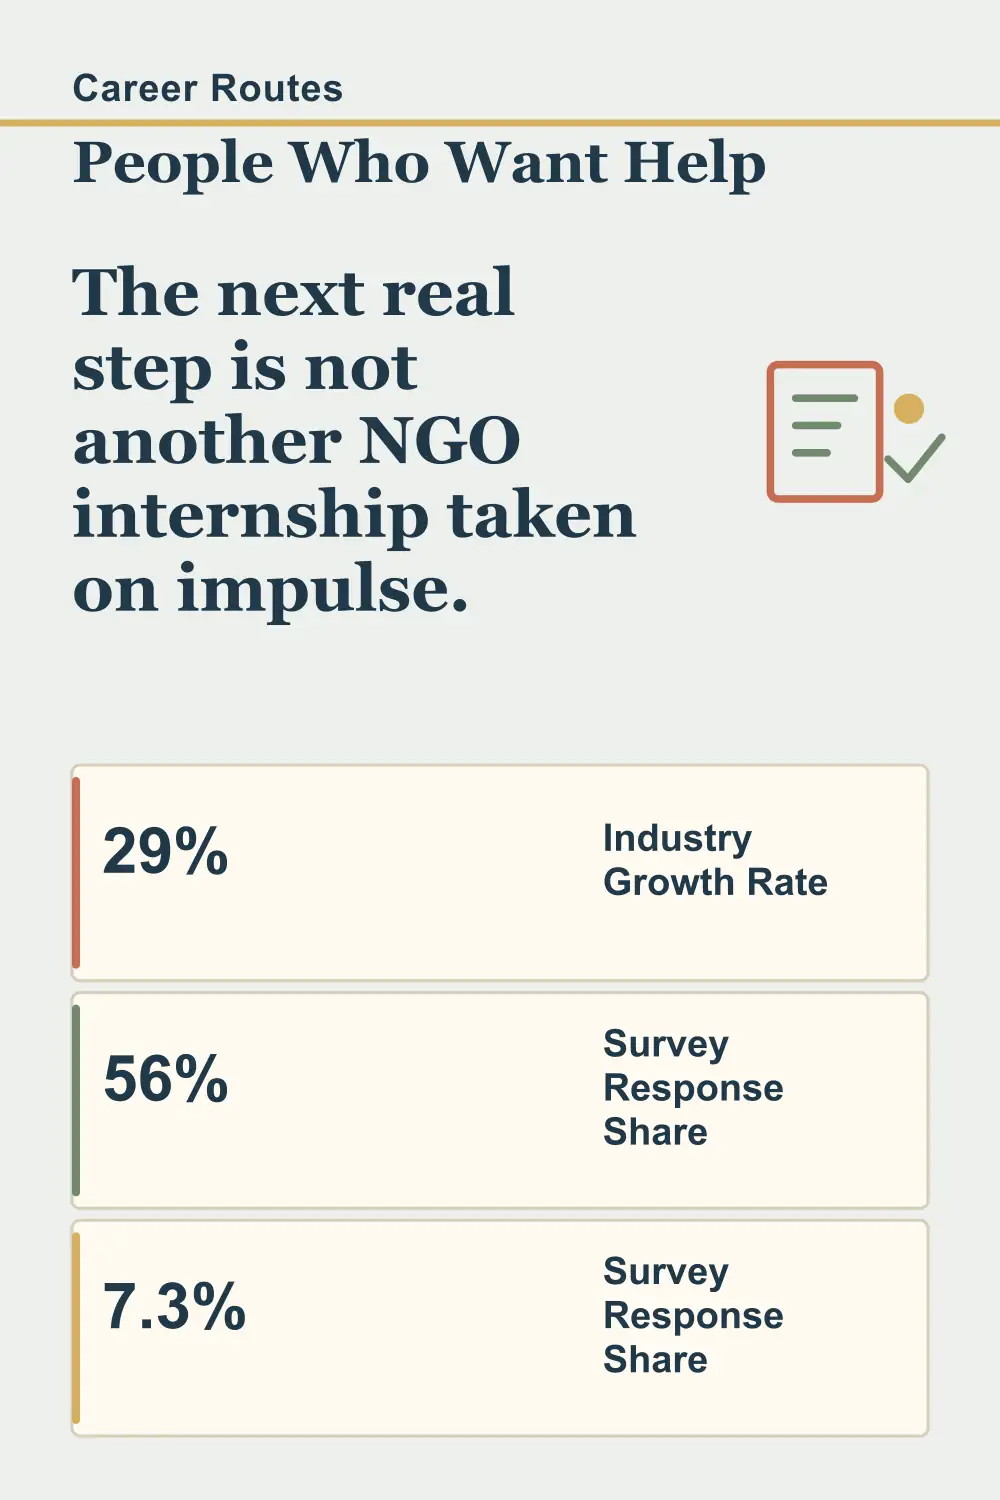 Career Routes
People Who Want Help
The next real
step is not
another NGO
internship taken
on impulse.
29%
Industry
Growth Rate
56%
Survey
Response
Share
7.3%
Survey
Response
Share